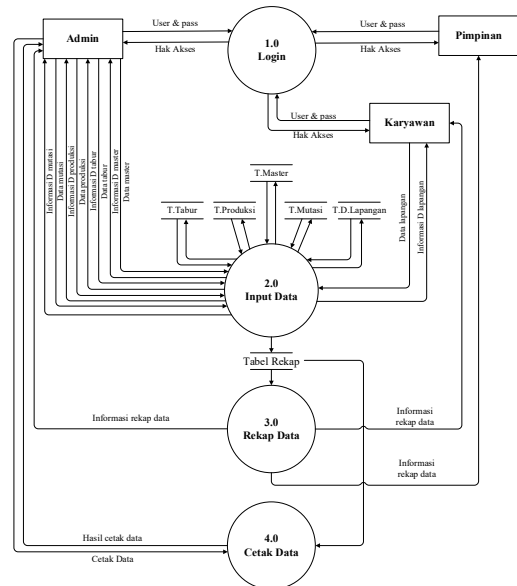 User & pass
User & pass
Admin
1.0
Login
Pimpinan
Hak Akses
Hak Akses
User & pass
Hak Akses
Karyawan
Informasi D mutasi
Data mutasi
Informasi D produksi
Data produksi
Informasi D tabur
Data tabur
Informasi D master
Data master
T.Master
T.Tabur
T.Produksi
T.Mutasi
T.D.Lapangan
Data lapangan
Informasi D lapangan
2.0
Input Data
Tabel Rekap
Informasi rekap data
3.0
Rekap Data
Informasi
rekap data
Informasi
rekap data
Hasil cetak data
Cetak Data
4.0
Cetak Data